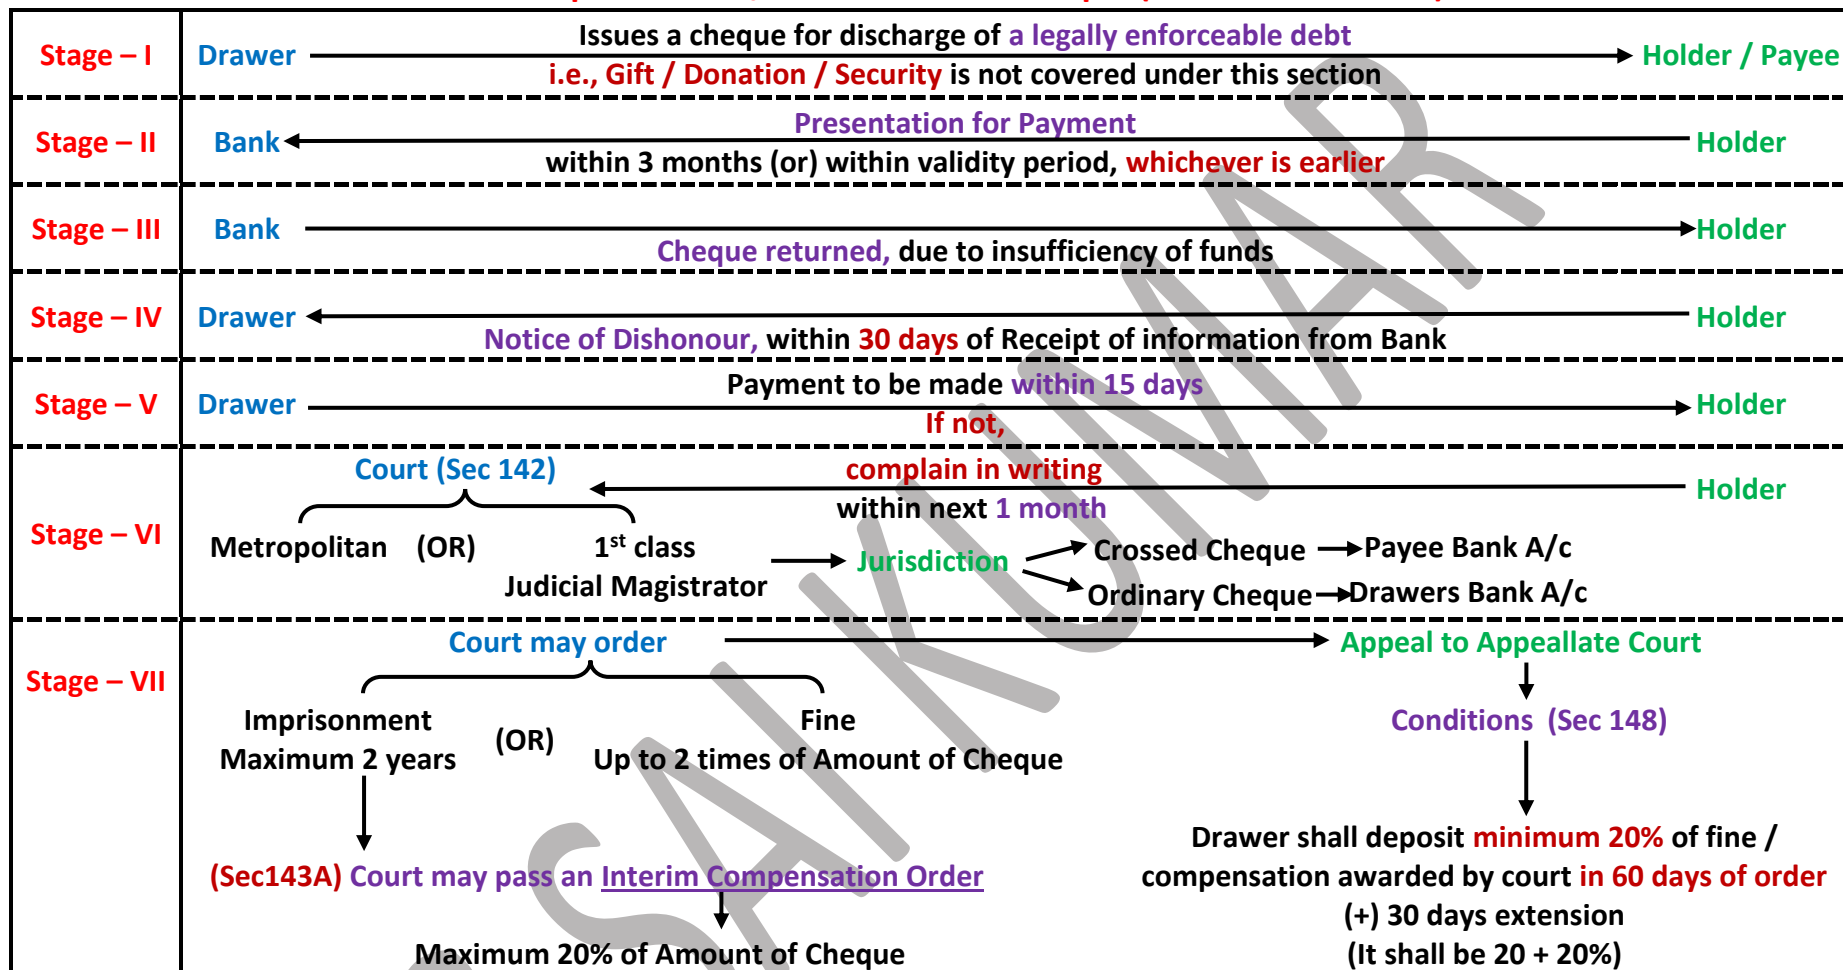 Stage – I
Drawer
Issues a cheque for discharge of a legally enforceable debt
i.e., Gift / Donation / Security is not covered under this section
Holder / Payee
Stage – II
Bank
Presentation for Payment
within 3 months (or) within validity period, whichever is earlier
Holder
Stage – III
Bank
Cheque returned, due to insufficiency of funds
Holder
Stage – IV
Drawer
Notice of Dishonour, within 30 days of Receipt of information from Bank
Holder
Stage – V
Drawer
Payment to be made within 15 days
If not,
Holder
Stage – VI
Court (Sec 142)
complain in writing
within next 1 month
Holder
Metropolitan (OR) 1st class
Judicial Magistrator
Jurisdiction
Crossed Cheque
Payee Bank A/c
Ordinary Cheque
Drawers Bank A/c
Stage – VII
Court may order
Appeal to Appeallate Court
Imprisonment
Maximum 2 years
(OR)
Fine
Up to 2 times of Amount of Cheque
Conditions (Sec 148)
(Sec143A) Court may pass an Interim Compensation Order
Maximum 20% of Amount of Cheque
Drawer shall deposit minimum 20% of fine /
compensation awarded by court in 60 days of order
(+) 30 days extension
(It shall be 20 + 20%)
SAI KUMAR